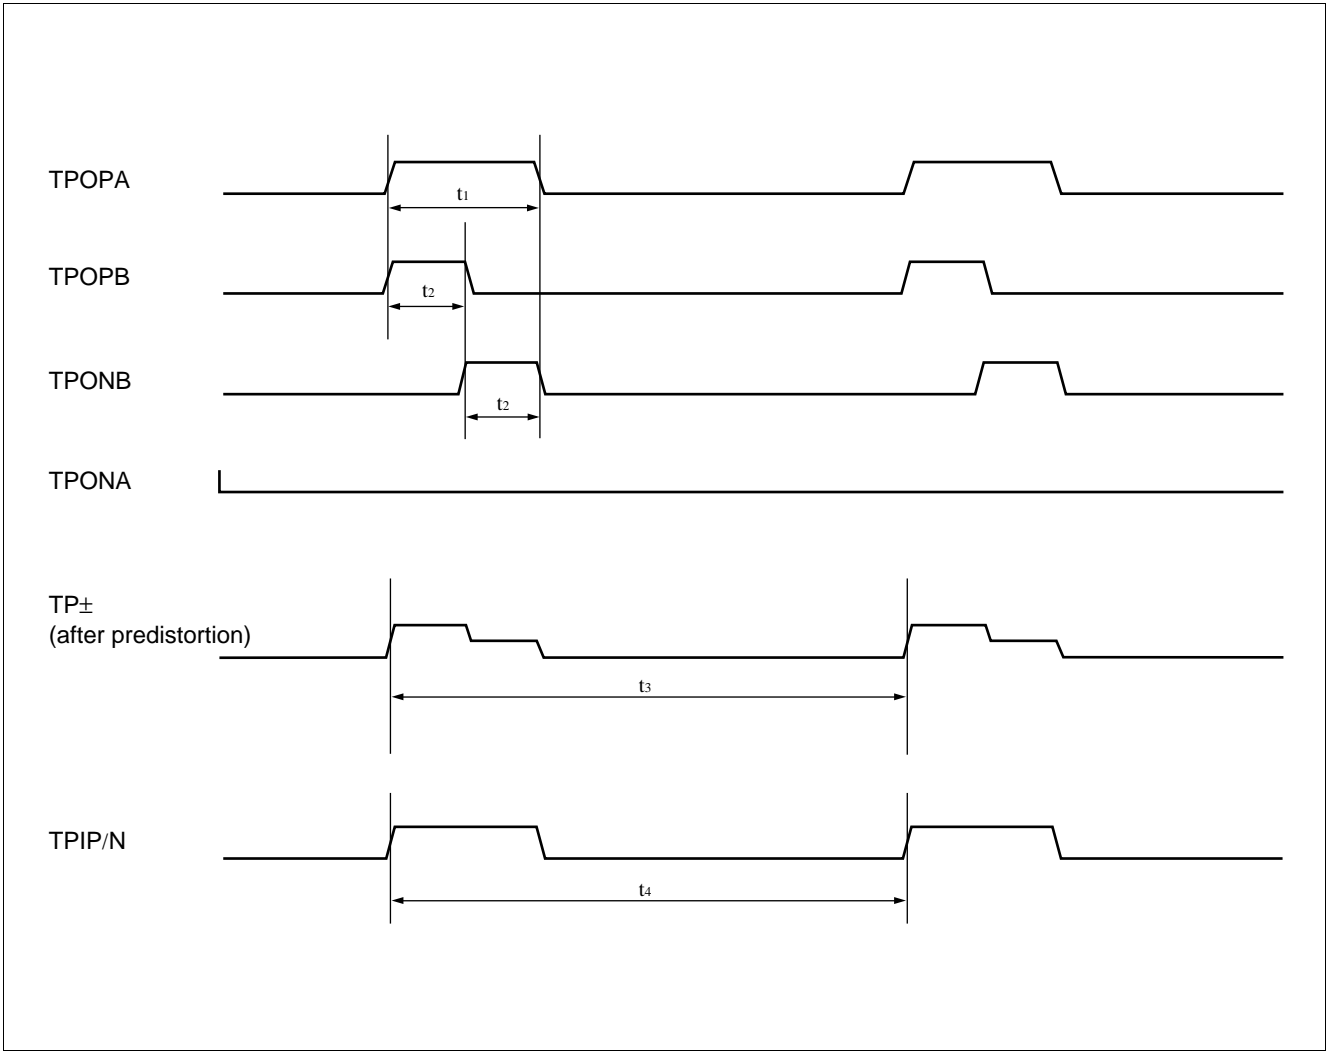 TPOPA
t1
TPOPB
t2
TPONB
t2
TPONA
TP±
(after predistortion)
t3
TPIP/N
t4